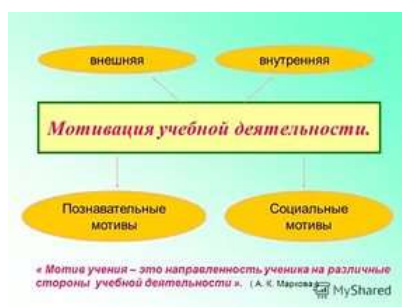 внешняя
внутренняя
Мотивация учебной деятельности.
Познавательные
мотивы
Социальные
мотивы
« Мотив учения – это направленность ученика на различные
стороны учебной деятельности ». ( А. К. Маркова
MyShared